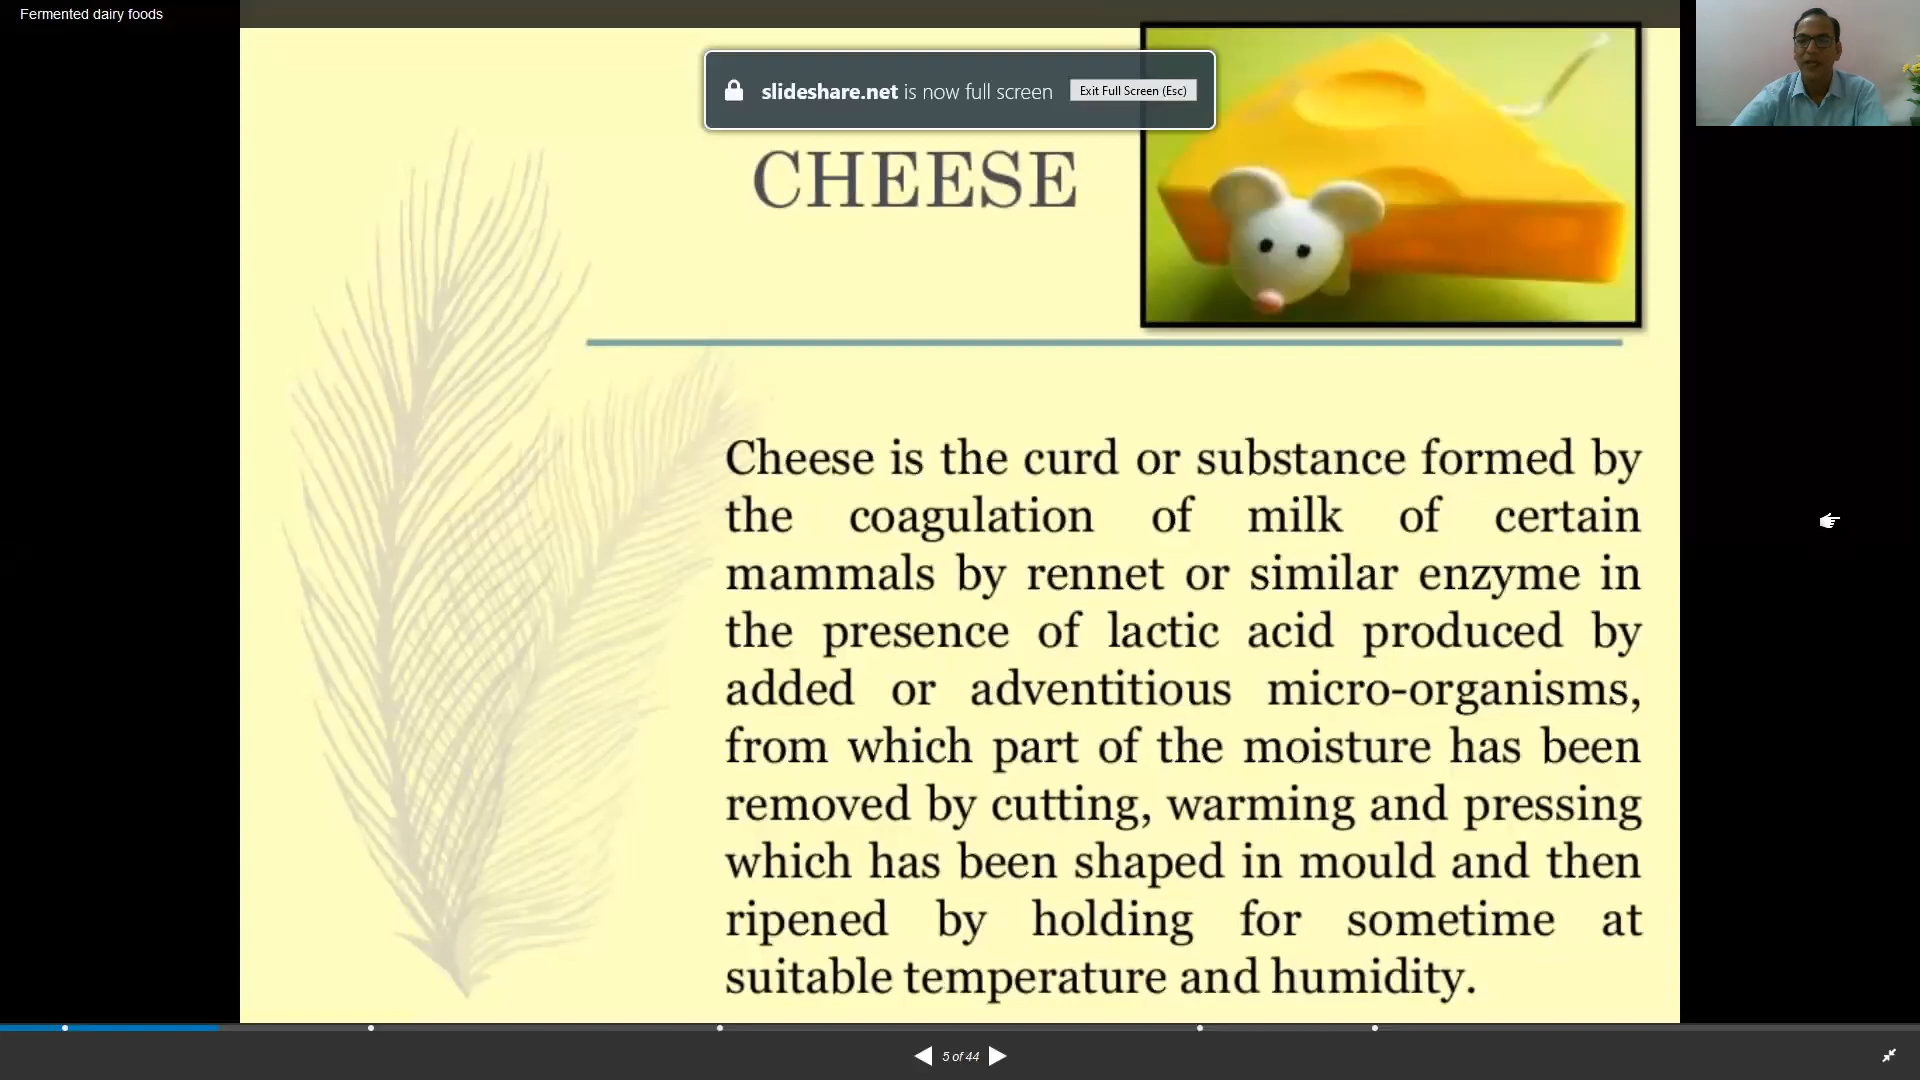 Fermented dairy foods
slideshare.net is now full screen
Exit Full Screen (Esc)
CHEESE
Cheese is the curd or substance formed by
the coagulation of milk of certain
mammals by rennet or similar enzyme in
the presence of lactic acid produced by
added or adventitious micro-organisms,
from which part of the moisture has been
removed by cutting, warming and pressing
which has been shaped in mould and then
ripened by holding for sometime at
suitable temperature and humidity.
5 of 44